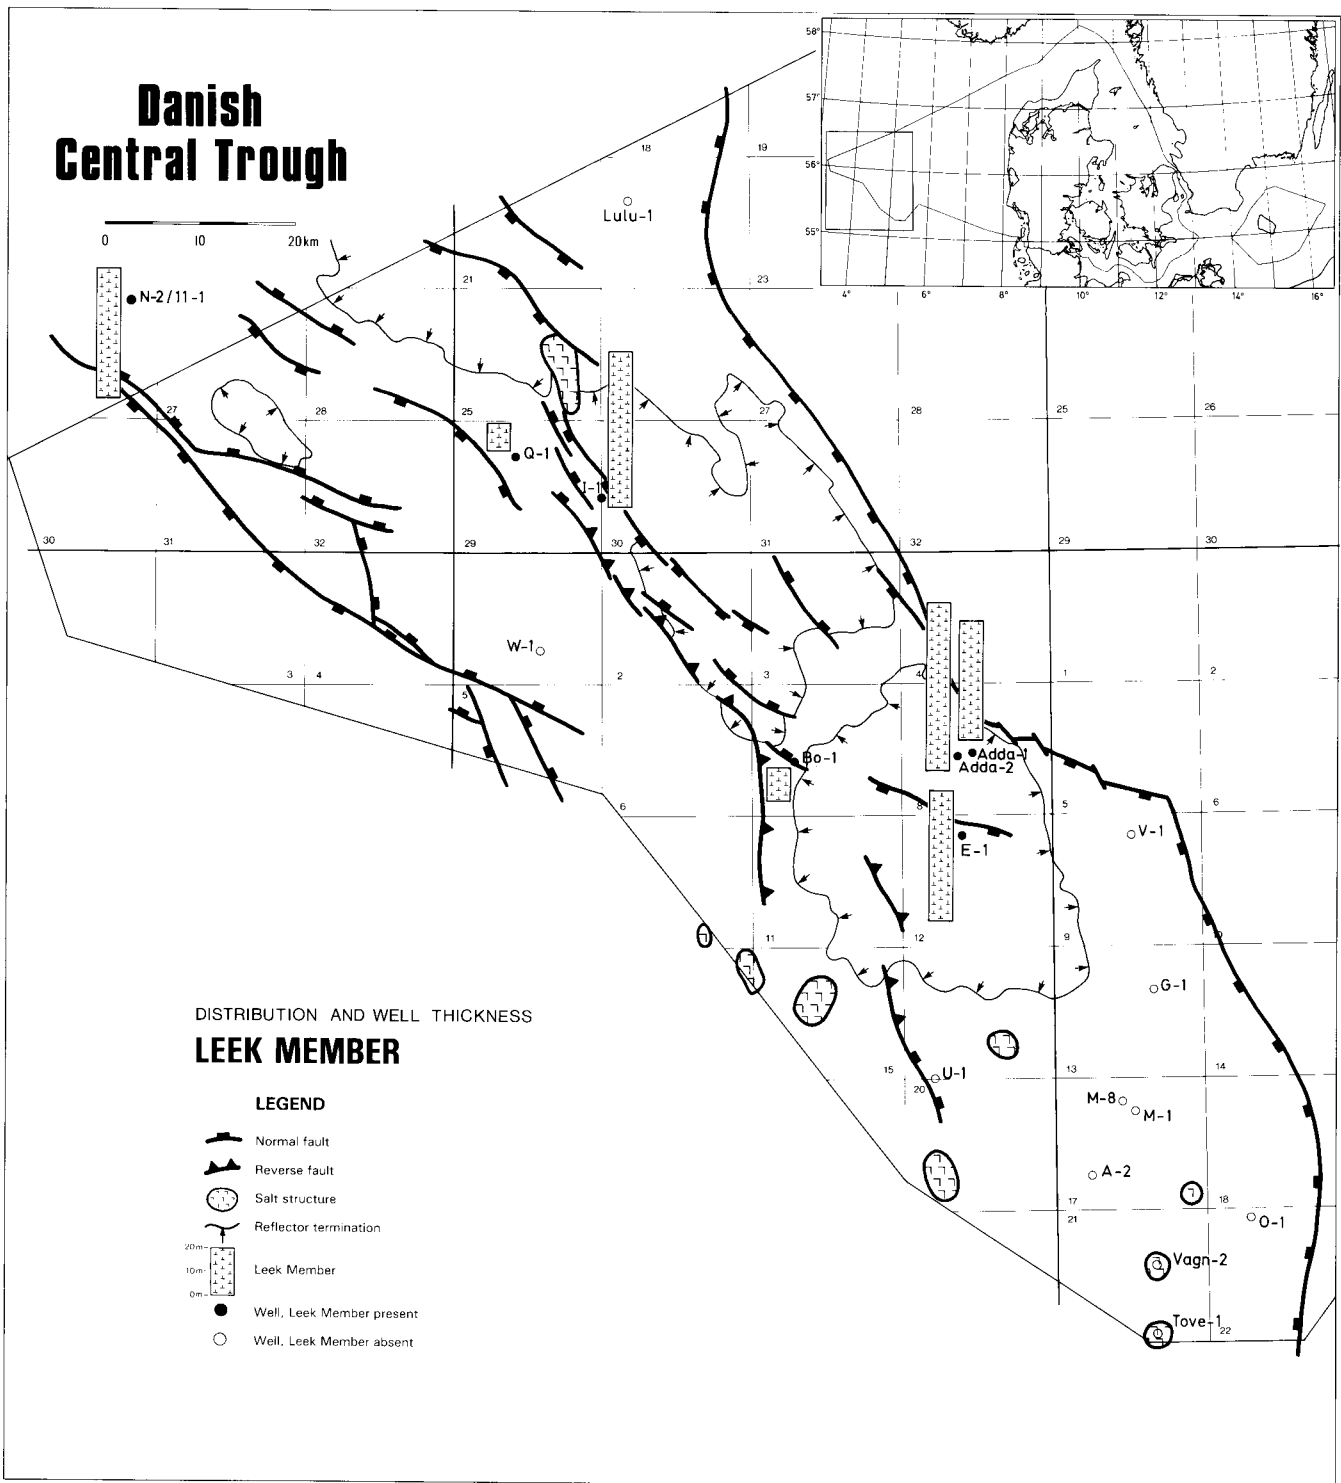 Danish
Central Trough
0 10 20km
58°
57°
56°
55°
4° 6° 8° 10° 12° 14° 16°
18 19
Lulu-1
21 23
N-2/11-1
27 28 25 27 28 25 26
Q-1
I-1
30 31 32 29 30 31 32 29 30
W-1
3 4 2 3 4 1 2
5
Bo-1
Adda-1
Adda-2
6 8 5 6
V-1
E-1
11 12 9
G-1
U-1
15 13 14
20
M-8
M-1
A-2
17 18
21
O-1
Vagn-2
Tove-1
22
DISTRIBUTION AND WELL THICKNESS
LEEK MEMBER
LEGEND
Normal fault
Reverse fault
Salt structure
Reflector termination
20m
10m
0m
Leek Member
Well, Leek Member present
Well, Leek Member absent